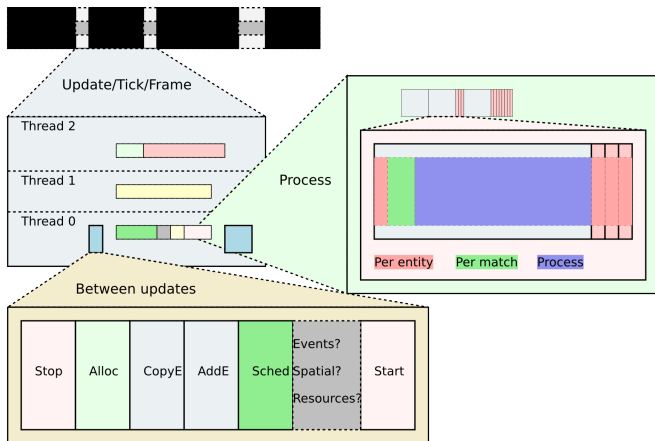 Update/Tick/Frame
Thread 2
Thread 1
Thread 0
Process
Per entity
Per match
Process
Between updates
Stop
Alloc
CopyE
AddE
Sched
Events?
Spatial?
Resources?
Start